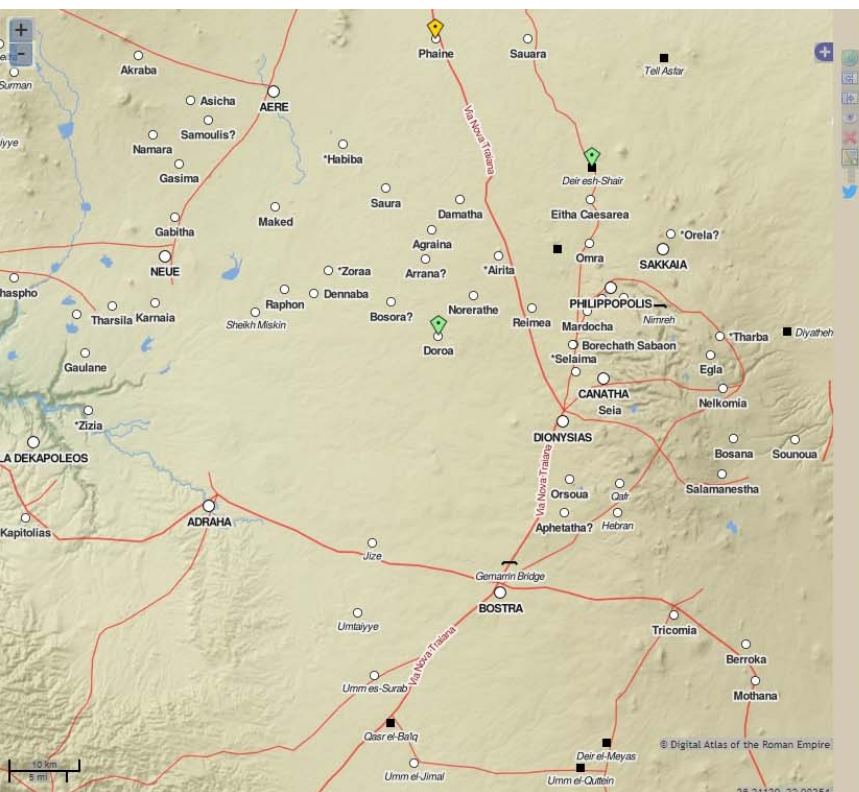 +
-
Phaine
Sauara
Tell Asfar
Akraba
Surman
Asicha
AERE
Samoulis?
Namara
Gasima
*Habiba
Via Nova Traiana
Deir esh-Shair
Saura
Damatha
Eitha Caesarea
Maked
Gabitha
Agraina
*Orela?
SAKKAIA
Omra
NEUE
*Zoraa
Arrana?
*Airita
haspho
Raphon
Dennaba
PHILIPPOPOLIS
Tharsila
Karnaia
Bosora?
Norerathe
Nimreh
Sheikh Miskin
Reimea
Mardocha
Diyatheh
*Tharba
Borechath Sabaon
Doroa
*Selaima
Gaulane
Egla
CANATHA
Nelkomia
Seia
*Zizia
DIONYSIAS
LA DEKAPOLEOS
Bosana
Sounoua
Via Nova Traiane
Orsoua
Qafr
Salamanestha
ADRAHA
Kapitolias
Aphetatha?
Hebran
Jize
Gemarrin Bridge
BOSTRA
Umtaiyye
Tricomia
Via Nova Traiana
Berroka
Umm es-Surab
Mothana
Qasr el-Ba'iq
© Digital Atlas of the Roman Empire
Deir el-Meyas
10 km
5 mi
Umm el-Jimal
Umm el-Quttein